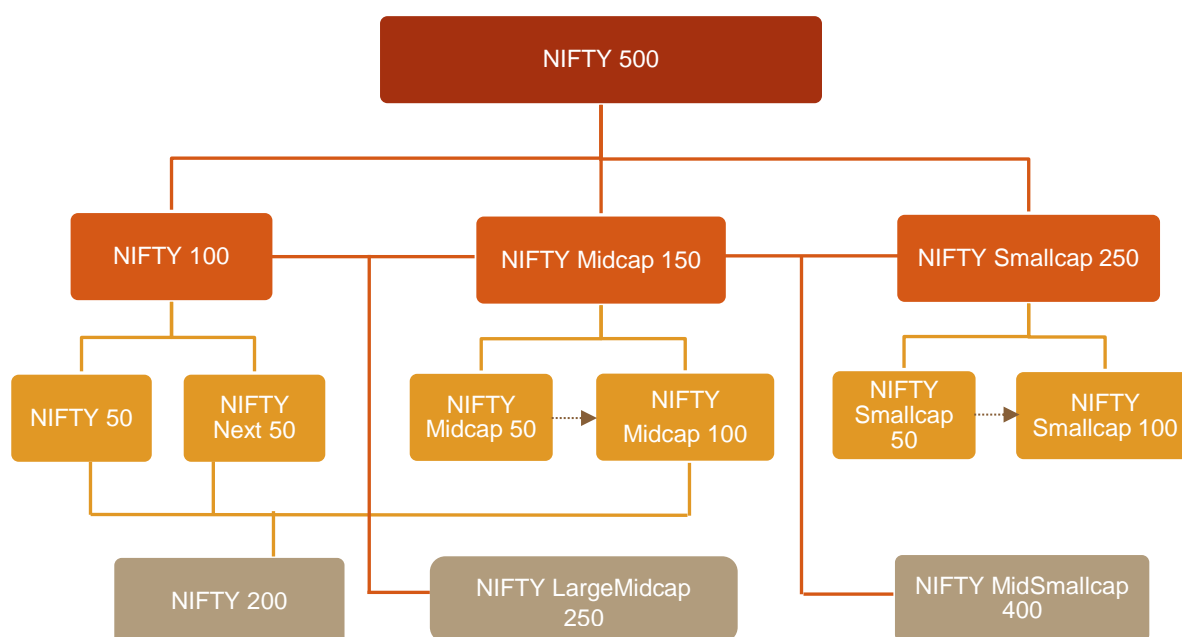 NIFTY 500
NIFTY 100
NIFTY Midcap 150
NIFTY Smallcap 250
NIFTY 50
NIFTY
Next 50
NIFTY
Midcap 50
NIFTY
Midcap 100
NIFTY
Smallcap
50
NIFTY
Smallcap 100
NIFTY 200
NIFTY LargeMidcap
250
NIFTY MidSmallcap
400